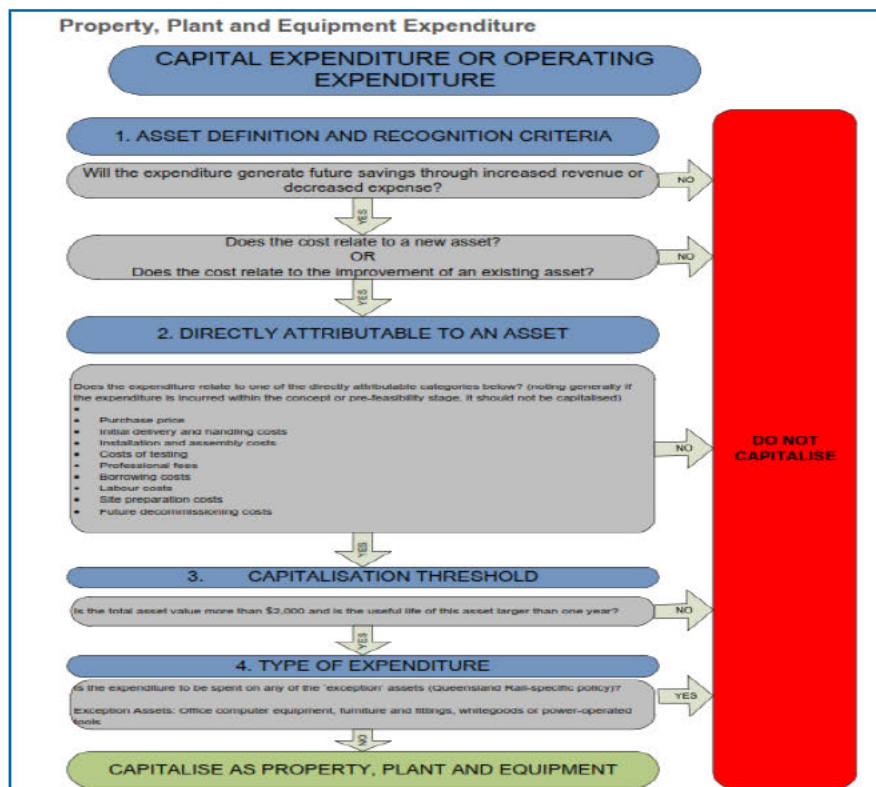 Property, Plant and Equipment Expenditure
CAPITAL EXPENDITURE OR OPERATING
EXPENDITURE
1. ASSET DEFINITION AND RECOGNITION CRITERIA
Will the expenditure generate future savings through increased revenue or
decreased expense?
NO
YES
Does the cost relate to a new asset?
OR
Does the cost relate to the improvement of an existing asset?
NO
YES
2. DIRECTLY ATTRIBUTABLE TO AN ASSET
Does the expenditure relate to one of the directly attributable categories below? (noting generally if
the expenditure is incurred within the concept or pre-feasibility stage, it should not be capitalised)
•
• Purchase price
• Initial delivery and handling costs
• Installation and assembly costs
• Costs of testing
• Professional fees
• Borrowing costs
• Labour costs
• Site preparation costs
• Future decommissioning costs
NO
DO NOT
CAPITALISE
YES
3. CAPITALISATION THRESHOLD
Is the total asset value more than $2,000 and is the useful life of this asset larger than one year?
NO
YES
4. TYPE OF EXPENDITURE
Is the expenditure to be spent on any of the 'exception' assets (Queensland Rail-specific policy)?
YES
Exception Assets: Office computer equipment, furniture and fittings, whitegoods or power-operated
tools
NO
CAPITALISE AS PROPERTY, PLANT AND EQUIPMENT